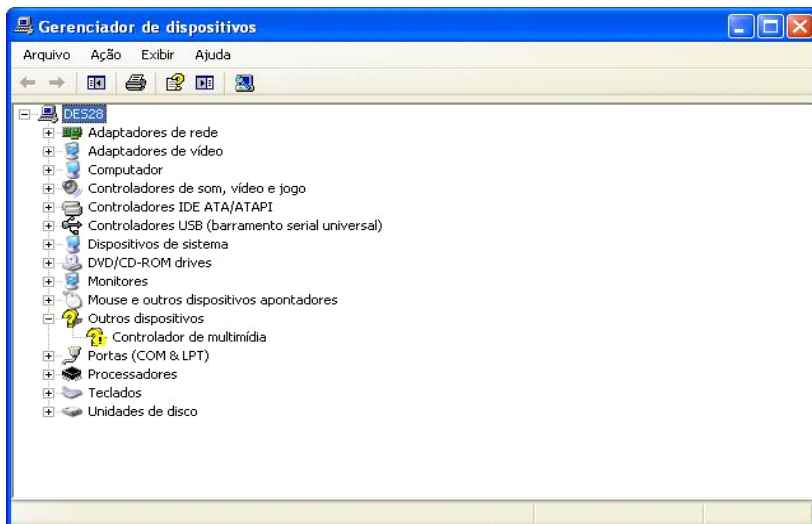 Gerenciador de dispositivos
Arquivo Ação Exibir Ajuda
DES28
Adaptadores de rede
Adaptadores de vídeo
Computador
Controladores de som, vídeo e jogo
Controladores IDE ATA/ATAPI
Controladores USB (barramento serial universal)
Dispositivos de sistema
DVD/CD-ROM drives
Monitores
Mouse e outros dispositivos apontadores
Outros dispositivos
Controlador de multimídia
Portas (COM & LPT)
Processadores
Teclados
Unidades de disco